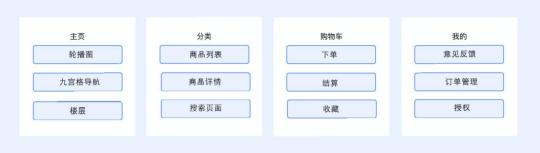 主页
轮播图
九宫格导航
楼层
分类
商品列表
商品详情
搜索页面
购物车
下单
结算
收藏
我的
意见反馈
订单管理
授权